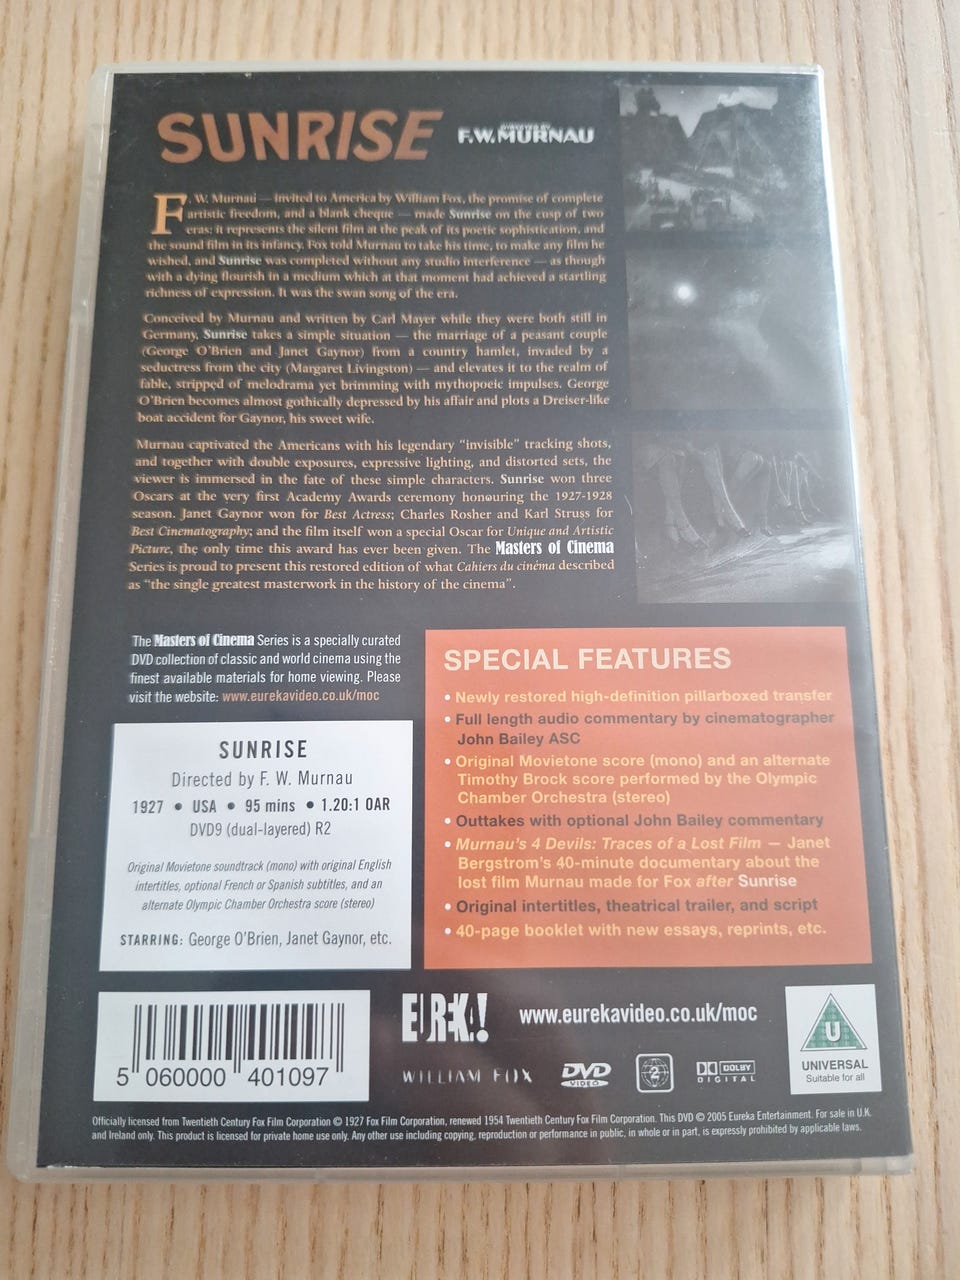 SUNRISE DIRECTED BY F.W. MURNAU
F. W. Murnau — invited to America by William Fox, the promise of complete
artistic freedom, and a blank cheque — made Sunrise on the cusp of two
eras: it represents the silent film at the peak of its poetic sophistication, and
the sound film in its infancy. Fox told Murnau to take his time, to make any film he
wished, and Sunrise was completed without any studio interference — as though
with a dying flourish in a medium which at that moment had achieved a startling
richness of expression. It was the swan song of the era.
Conceived by Murnau and written by Carl Mayer while they were both still in
Germany, Sunrise takes a simple situation — the marriage of a peasant couple
(George O'Brien and Janet Gaynor) from a country hamlet, invaded by a
seductress from the city (Margaret Livingston) — and elevates it to the realm of
fable, stripped of melodrama yet brimming with mythopoeic impulses. George
O'Brien becomes almost gothically depressed by his affair and plots a Dreiser-like
boat accident for Gaynor, his sweet wife.
Murnau captivated the Americans with his legendary "invisible" tracking shots,
and together with double exposures, expressive lighting, and distorted sets, the
viewer is immersed in the fate of these simple characters. Sunrise won three
Oscars at the very first Academy Awards ceremony honouring the 1927-1928
season. Janet Gaynor won for Best Actress; Charles Rosher and Karl Struss for
Best Cinematography; and the film itself won a special Oscar for Unique and Artistic
Picture, the only time this award has ever been given. The Masters of Cinema
Series is proud to present this restored edition of what Cahiers du cinéma described
as "the single greatest masterwork in the history of the cinema".
The Masters of Cinema Series is a specially curated
DVD collection of classic and world cinema using the
finest available materials for home viewing. Please
visit the website: www.eurekavideo.co.uk/moc
SUNRISE
Directed by F. W. Murnau
1927 • USA • 95 mins • 1.20:1 OAR
DVD9 (dual-layered) R2
Original Movietone soundtrack (mono) with original English
intertitles, optional French or Spanish subtitles, and an
alternate Olympic Chamber Orchestra score (stereo)
STARRING: George O'Brien, Janet Gaynor, etc.
SPECIAL FEATURES
• Newly restored high-definition pillarboxed transfer
• Full length audio commentary by cinematographer
John Bailey ASC
• Original Movietone score (mono) and an alternate
Timothy Brock score performed by the Olympic
Chamber Orchestra (stereo)
• Outtakes with optional John Bailey commentary
• Murnau's 4 Devils: Traces of a Lost Film — Janet
Bergstrom's 40-minute documentary about the
lost film Murnau made for Fox after Sunrise
• Original intertitles, theatrical trailer, and script
• 40-page booklet with new essays, reprints, etc.
5 060000 401097
EUREKA!
www.eurekavideo.co.uk/moc
WILLIAM FOX
DVD
VIDEO
2
DOLBY
DIGITAL
U
UNIVERSAL
Suitable for all
Officially licensed from Twentieth Century Fox Film Corporation © 1927 Fox Film Corporation, renewed 1954 Twentieth Century Fox Film Corporation. This DVD © 2005 Eureka Entertainment. For sale in U.K.
and Ireland only. This product is licensed for private home use only. Any other use including copying, reproduction or performance in public, in whole or in part, is expressly prohibited by applicable laws.